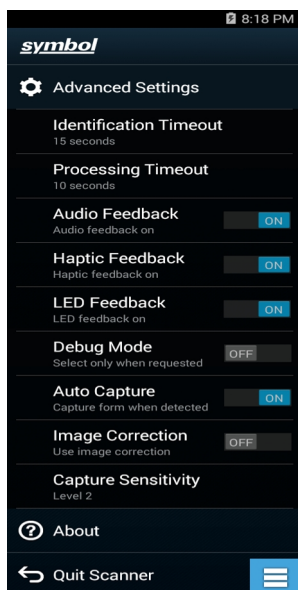 8:18 PM
symbol
Advanced Settings
Identification Timeout
15 seconds
Processing Timeout
10 seconds
Audio Feedback
Audio feedback on
ON
Haptic Feedback
Haptic feedback on
ON
LED Feedback
LED feedback on
ON
Debug Mode
Select only when requested
OFF
Auto Capture
Capture form when detected
ON
Image Correction
Use image correction
OFF
Capture Sensitivity
Level 2
About
Quit Scanner